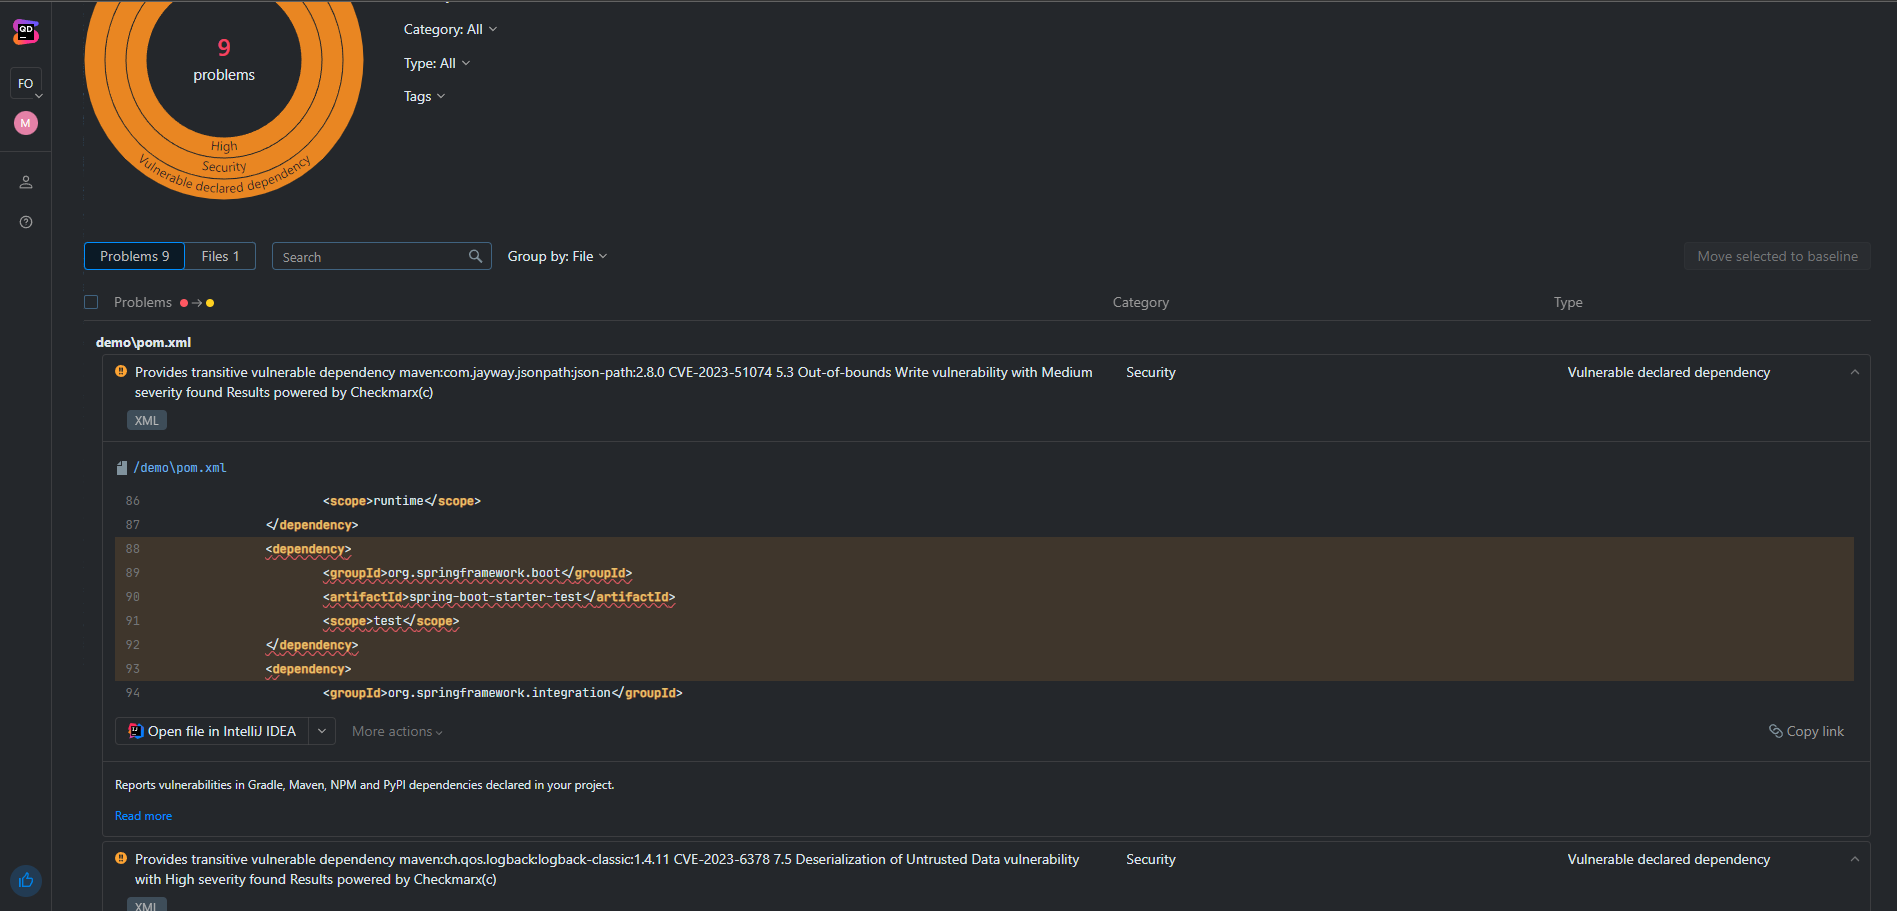 QD
FO
M
9
problems
High
Security
Vulnerable declared dependency
Category: All
Type: All
Tags
Problems 9
Files 1
Search
Group by: File
Move selected to baseline
Problems
Category
Type
demo\pom.xml
Provides transitive vulnerable dependency maven:com.jayway.jsonpath:json-path:2.8.0 CVE-2023-51074 5.3 Out-of-bounds Write vulnerability with Medium
severity found Results powered by Checkmarx(c)
Security
Vulnerable declared dependency
XML
/demo\pom.xml
86 <scope>runtime</scope>
87 </dependency>
88 <dependency>
89 <groupId>org.springframework.boot</groupId>
90 <artifactId>spring-boot-starter-test</artifactId>
91 <scope>test</scope>
92 </dependency>
93 <dependency>
94 <groupId>org.springframework.integration</groupId>
Open file in IntelliJ IDEA
More actions
Copy link
Reports vulnerabilities in Gradle, Maven, NPM and PyPI dependencies declared in your project.
Read more
Provides transitive vulnerable dependency maven:ch.qos.logback:logback-classic:1.4.11 CVE-2023-6378 7.5 Deserialization of Untrusted Data vulnerability
with High severity found Results powered by Checkmarx(c)
Security
Vulnerable declared dependency
XML